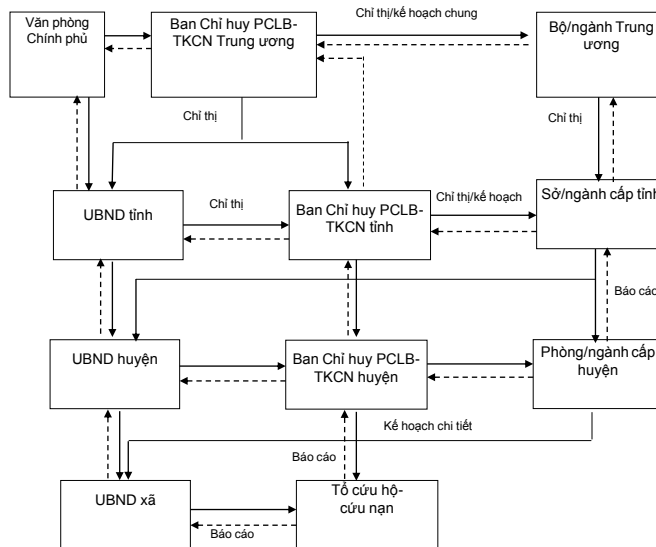 Văn phòng
Chính phủ
Ban Chỉ huy PCLB-
TKCN Trung ương
Chỉ thị/kế hoạch chung
Bộ/ngành Trung
ương
Chỉ thị
Chỉ thị
UBND tỉnh
Chỉ thị
Ban Chỉ huy PCLB-
TKCN tỉnh
Chỉ thị/kế hoạch
Sở/ngành cấp tỉnh
Báo cáo
UBND huyện
Ban Chỉ huy PCLB-
TKCN huyện
Phòng/ngành cấp
huyện
Kế hoạch chi tiết
Báo cáo
UBND xã
Tổ cứu hộ-
cứu nạn
Báo cáo